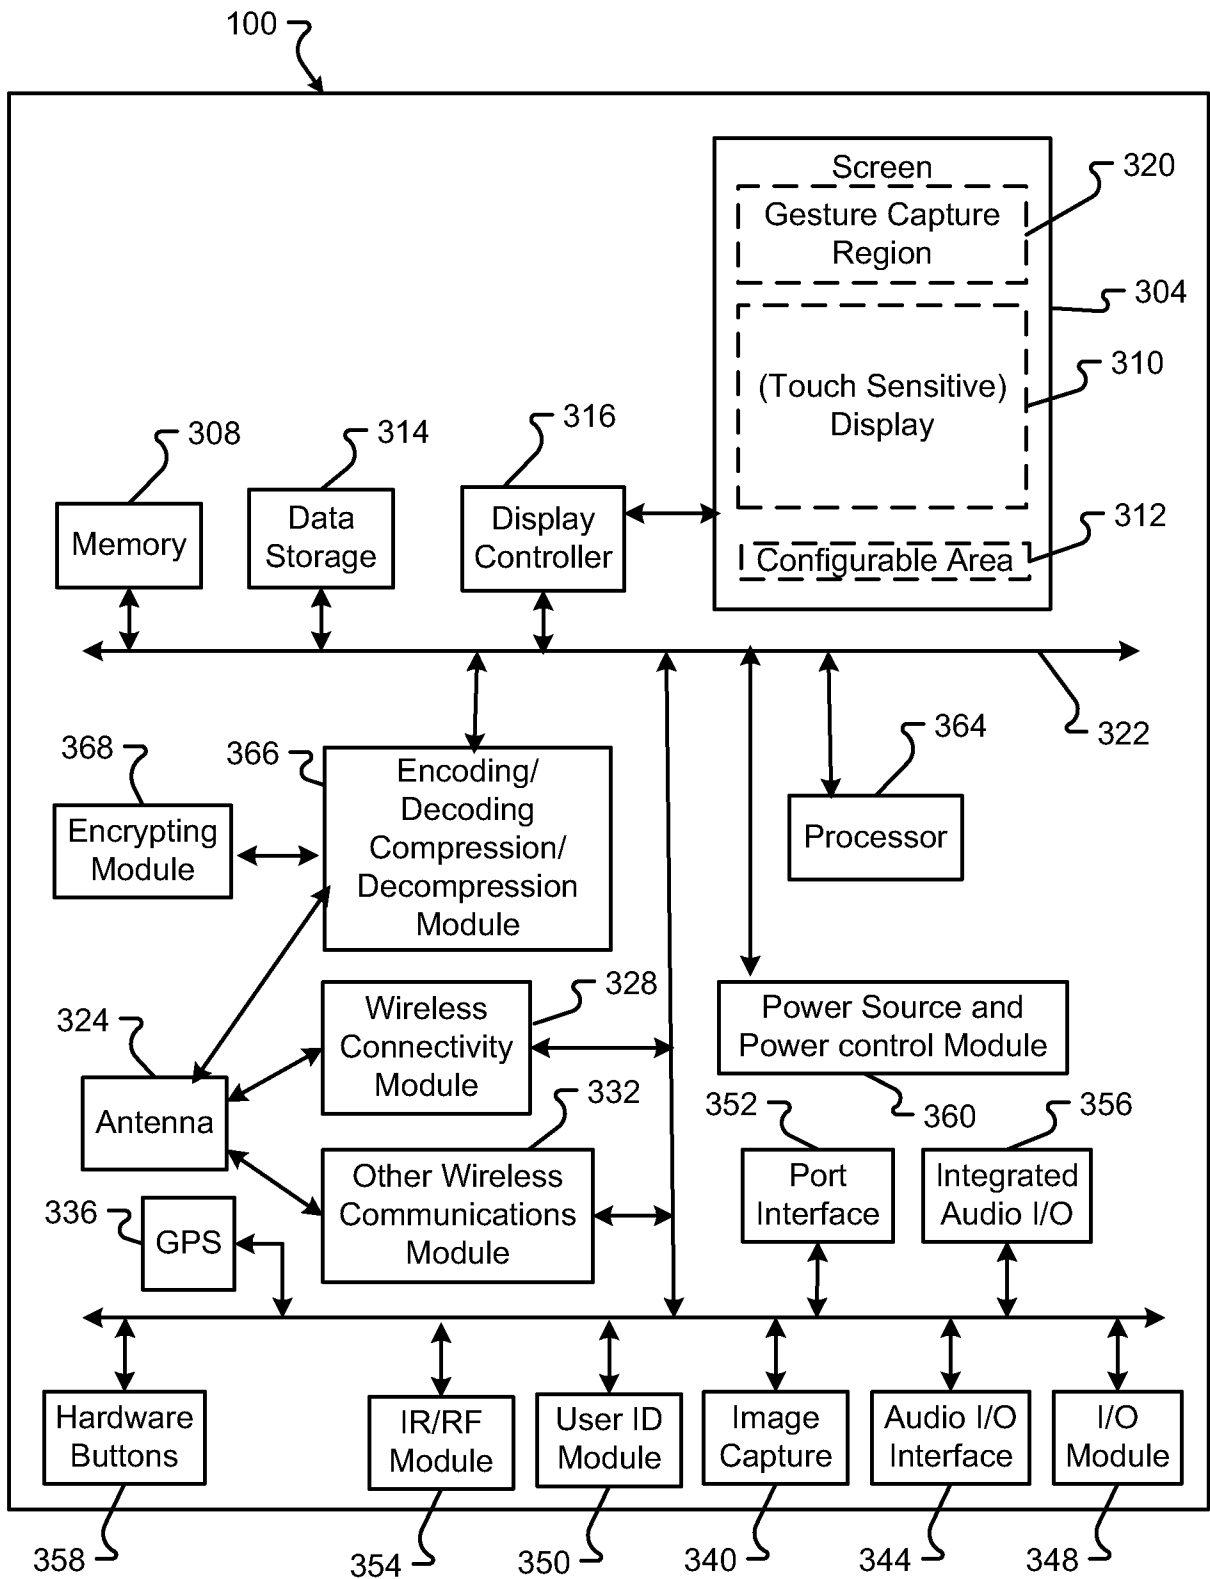 100
Screen
320
Gesture Capture
Region
304
310
(Touch Sensitive)
Display
308
314
316
312
Memory
Data
Storage
Display
Controller
Configurable Area
322
368
366
364
Encoding/
Decoding
Compression/
Decompression
Module
Encrypting
Module
Processor
324
328
Wireless
Connectivity
Module
Power Source and
Power control Module
Antenna
332
352
360
356
Other Wireless
Communications
Module
Port
Interface
Integrated
Audio I/O
336
GPS
Hardware
Buttons
IR/RF
Module
User ID
Module
Image
Capture
Audio I/O
Interface
I/O
Module
358
354
350
340
344
348